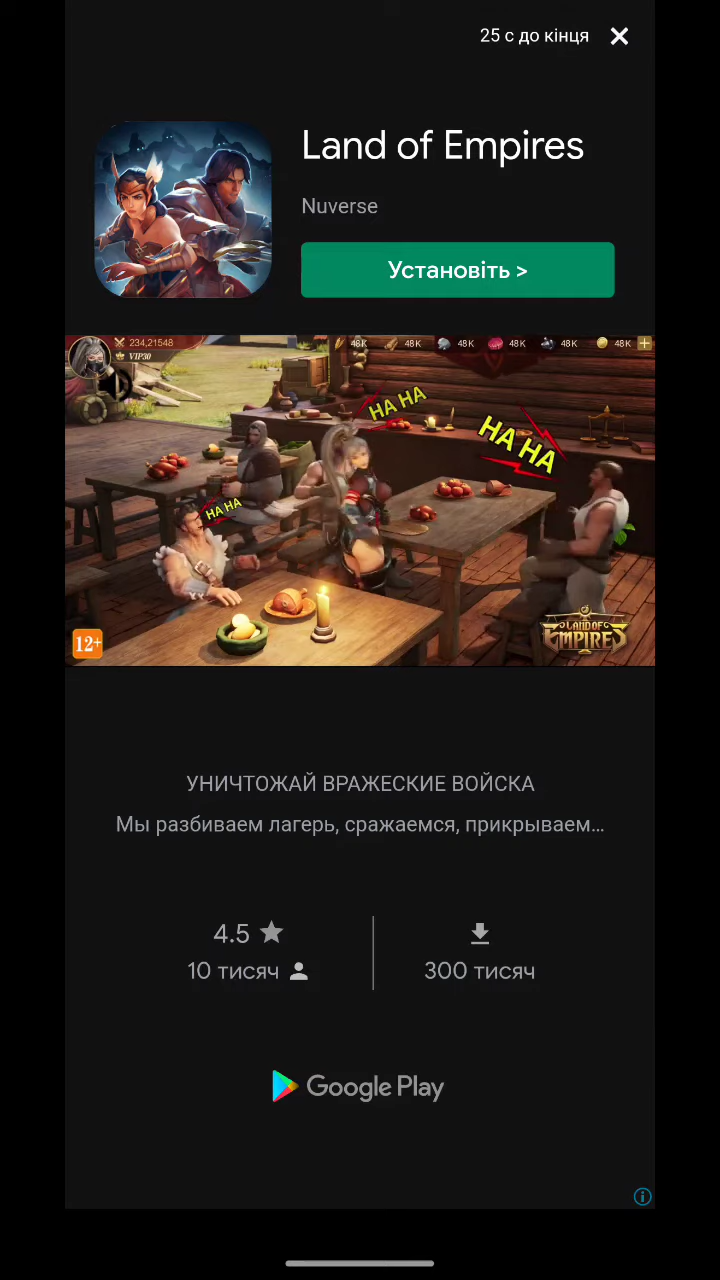 25 с до кінця
Land of Empires
Nuverse
Установіть >
234,21548
VIP30
48K 48K 48K 48K 48K 48K
HA HA
HA HA
HA HA
12+
LAND OF
EMPIRES
УНИЧТОЖАЙ ВРАЖЕСКИЕ ВОЙСКА
Мы разбиваем лагерь, сражаемся, прикрываем...
4.5
10 тисяч
300 тисяч
Google Play